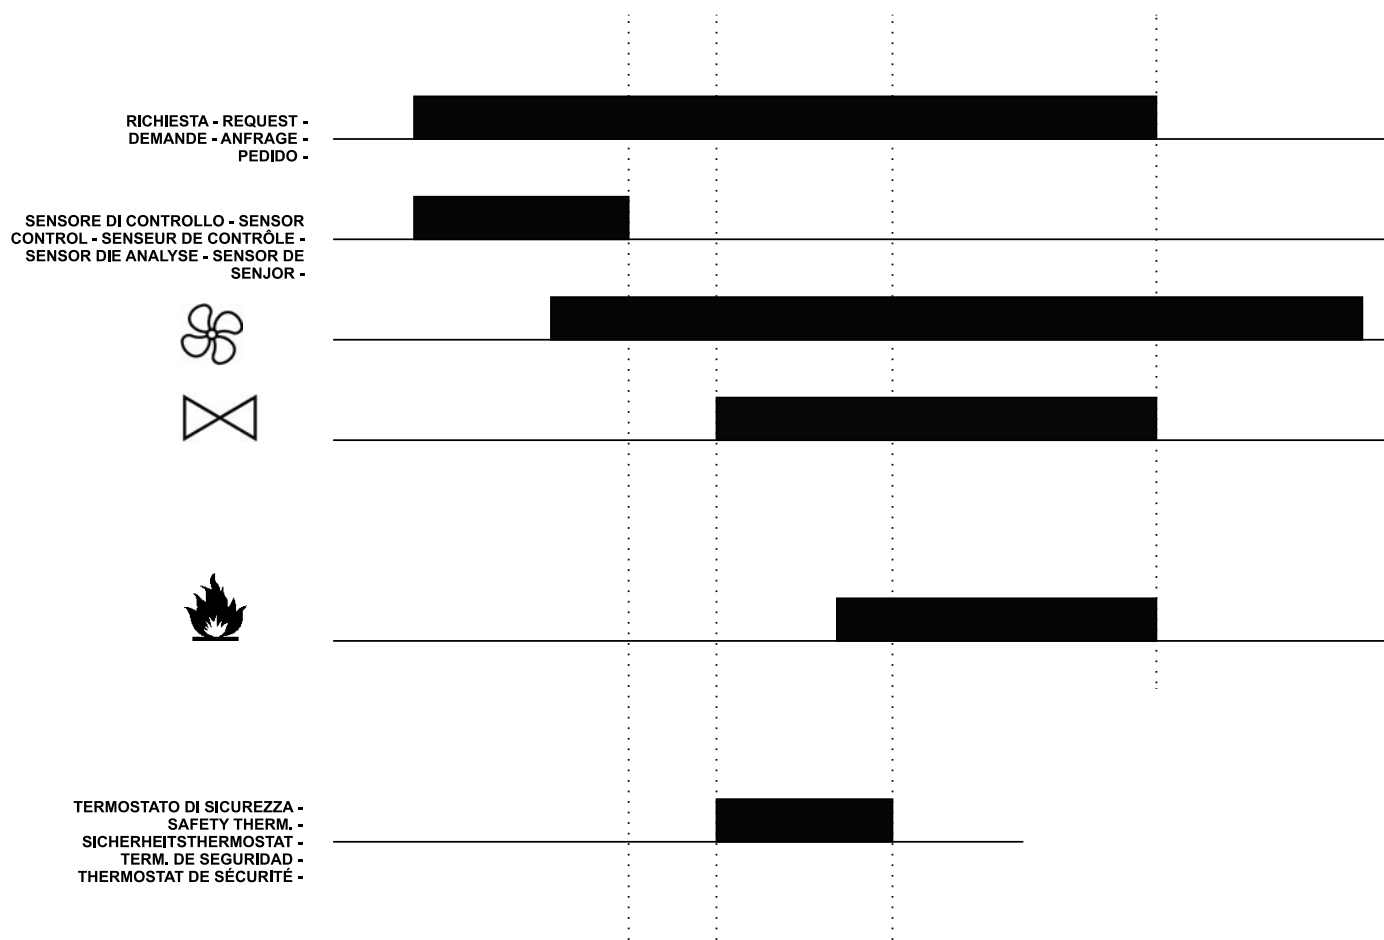 RICHIESTA - REQUEST -
DEMANDE - ANFRAGE -
PEDIDO -
SENSORE DI CONTROLLO - SENSOR
CONTROL - SENSEUR DE CONTRÔLE -
SENSOR DIE ANALYSE - SENSOR DE
SENJOR -
TERMOSTATO DI SICUREZZA -
SAFETY THERM. -
SICHERHEITSTHERMOSTAT -
TERM. DE SEGURIDAD -
THERMOSTAT DE SÉCURITÉ -